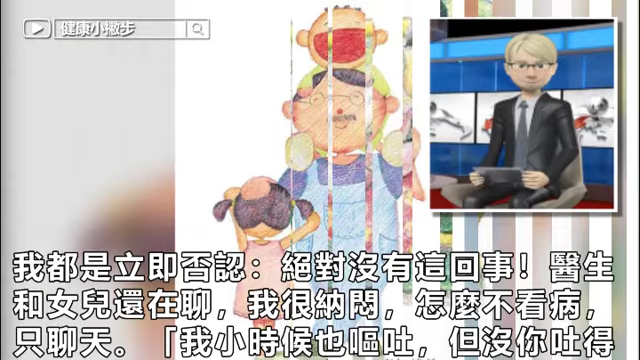 健康小撇步
我都是立即否認：絕對沒有這回事！醫生
和女兒還在聊，我很納悶，怎麼不看病，
只聊天。「我小時候也嘔吐，但沒你吐得